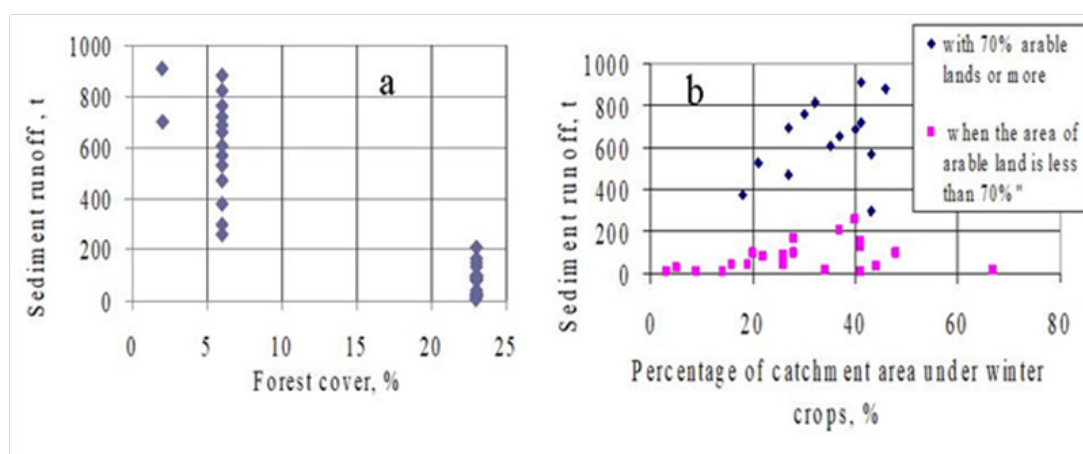 a
Sediment runoff, t
1000
800
600
400
200
0
0 5 10 15 20 25
Forest cover, %
b
Sediment runoff, t
1000
800
600
400
200
0
0 20 40 60 80
Percentage of catchment area under winter
crops, %
with 70% arable
lands or more
when the area of
arable land is less
than 70%"